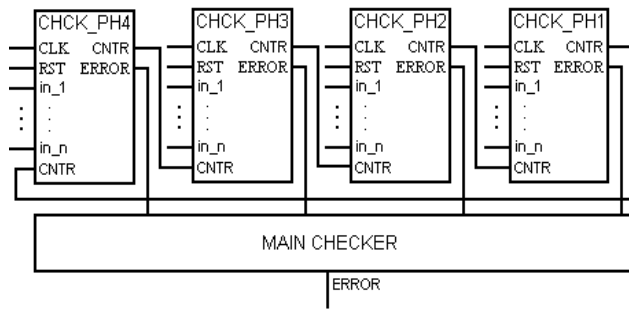 CHCK_PH4
CLK CNTR
RST ERROR
in_1
in_n
CNTR
CHCK_PH3
CLK CNTR
RST ERROR
in_1
in_n
CNTR
CHCK_PH2
CLK CNTR
RST ERROR
in_1
in_n
CNTR
CHCK_PH1
CLK CNTR
RST ERROR
in_1
in_n
CNTR
MAIN CHECKER
ERROR